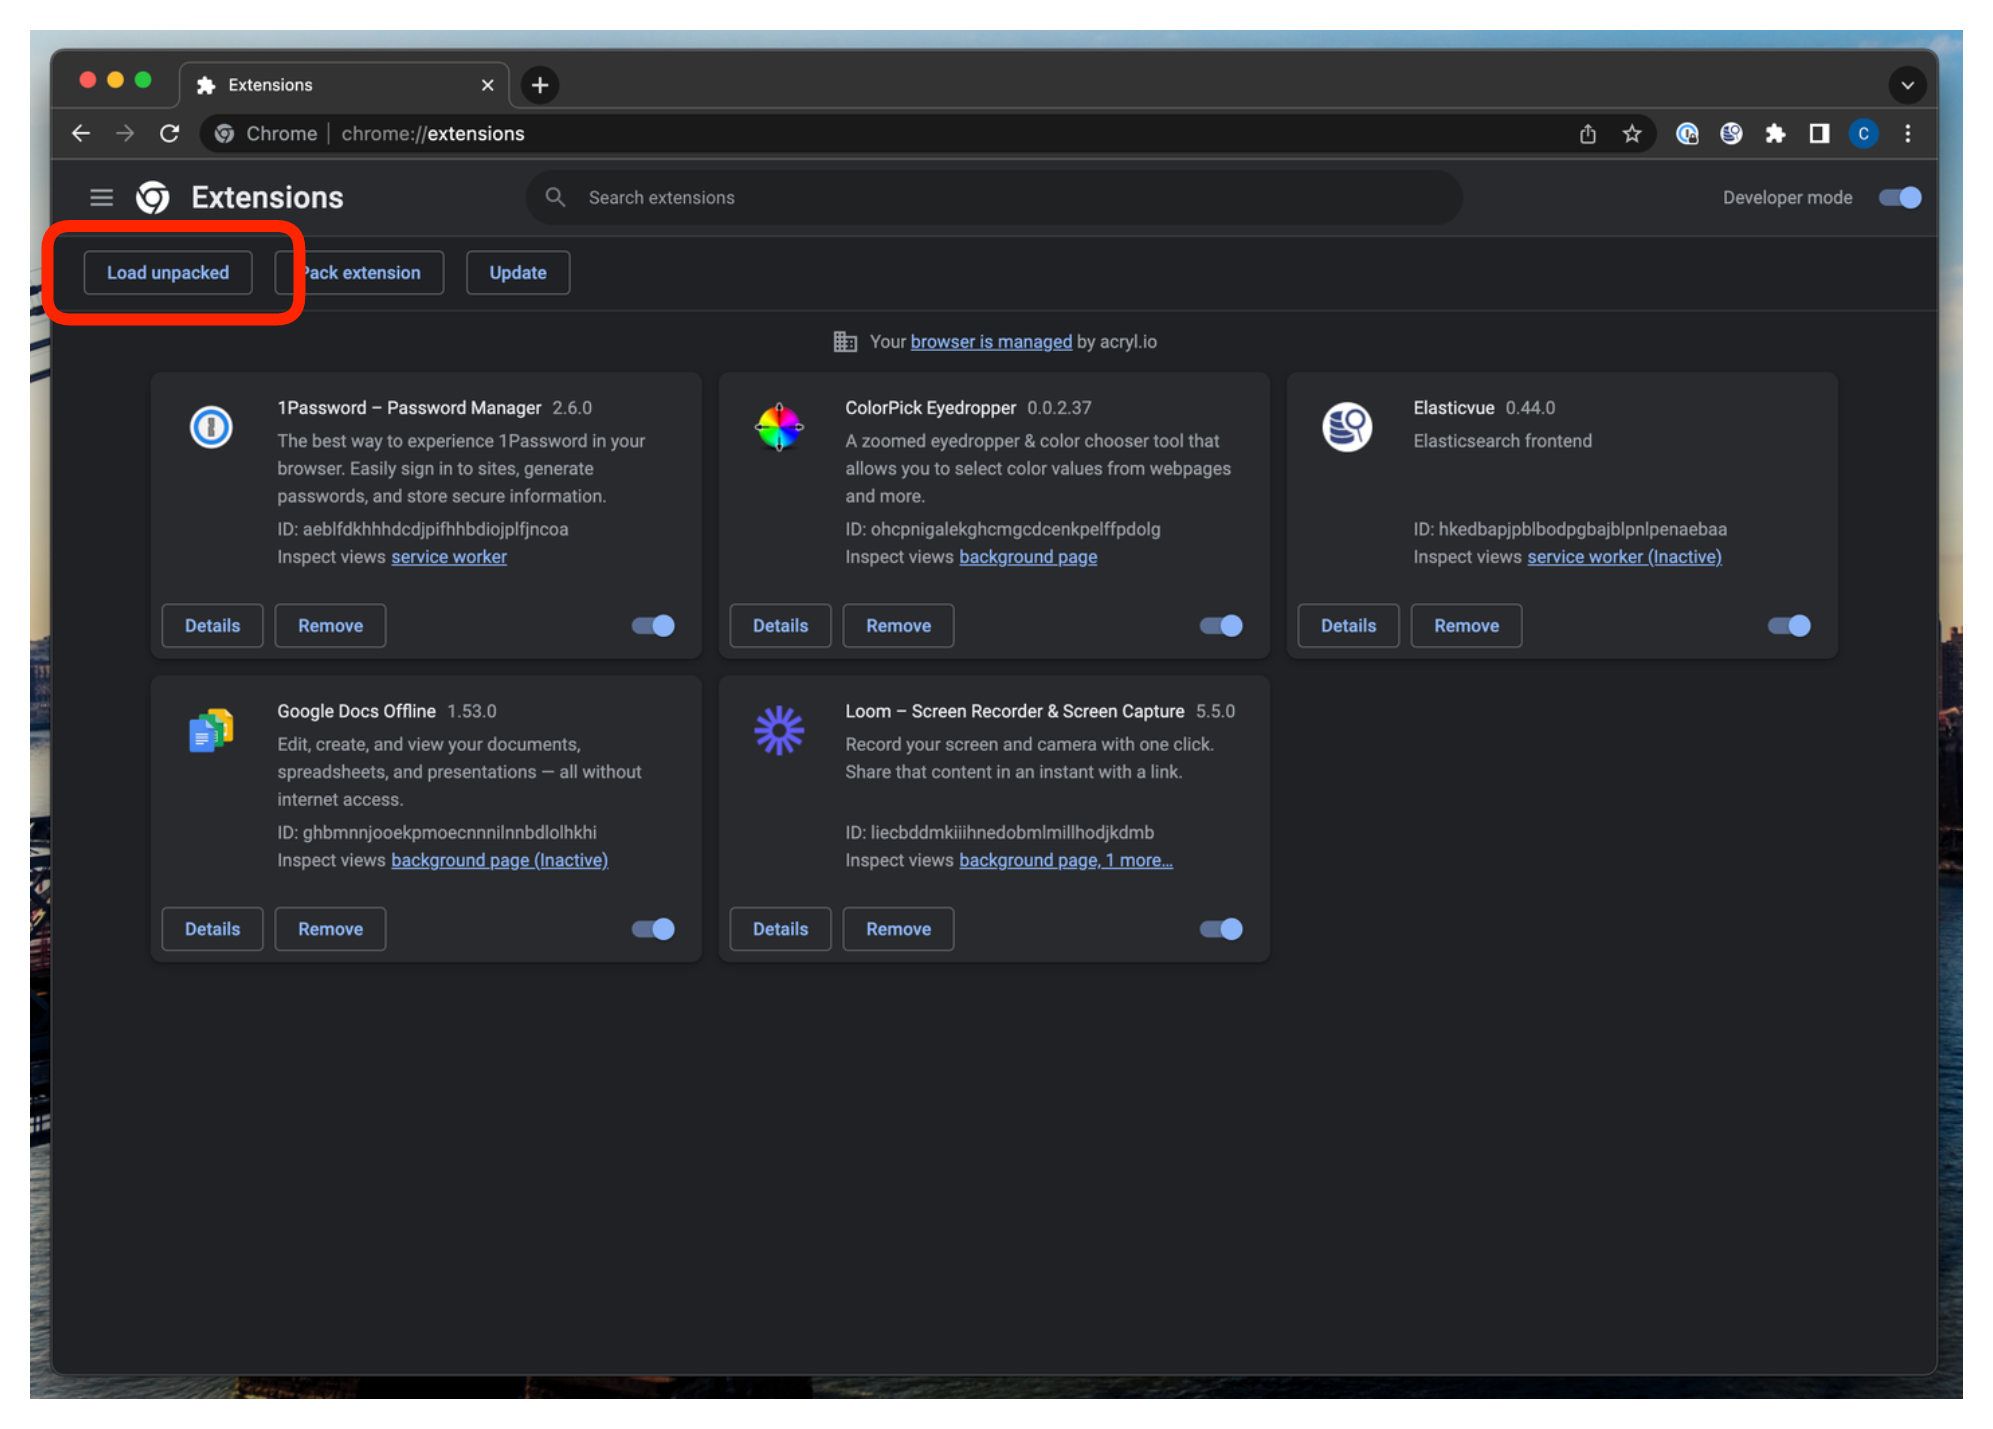 Extensions
Chrome | chrome://extensions
C
Extensions
Search extensions
Developer mode
Load unpacked
Pack extension
Update
Your browser is managed by acryl.io
1Password – Password Manager 2.6.0
The best way to experience 1Password in your
browser. Easily sign in to sites, generate
passwords, and store secure information.
ID: aeblfdkhhhdcdjpifhhbdiojplfjncoa
Inspect views service worker
Details
Remove
ColorPick Eyedropper 0.0.2.37
A zoomed eyedropper & color chooser tool that
allows you to select color values from webpages
and more.
ID: ohcpnigalekghcmgcdcenkpelffpdolg
Inspect views background page
Details
Remove
Elasticvue 0.44.0
Elasticsearch frontend
ID: hkedbapjpblbodpgbajblpnlpenaebaa
Inspect views service worker (Inactive)
Details
Remove
Google Docs Offline 1.53.0
Edit, create, and view your documents,
spreadsheets, and presentations — all without
internet access.
ID: ghbmnnjooekpmoecnnnilnnbdlolhkhi
Inspect views background page (Inactive)
Details
Remove
Loom – Screen Recorder & Screen Capture 5.5.0
Record your screen and camera with one click.
Share that content in an instant with a link.
ID: liecbddmkiiihnedobmlmillhodjkdmb
Inspect views background page, 1 more...
Details
Remove